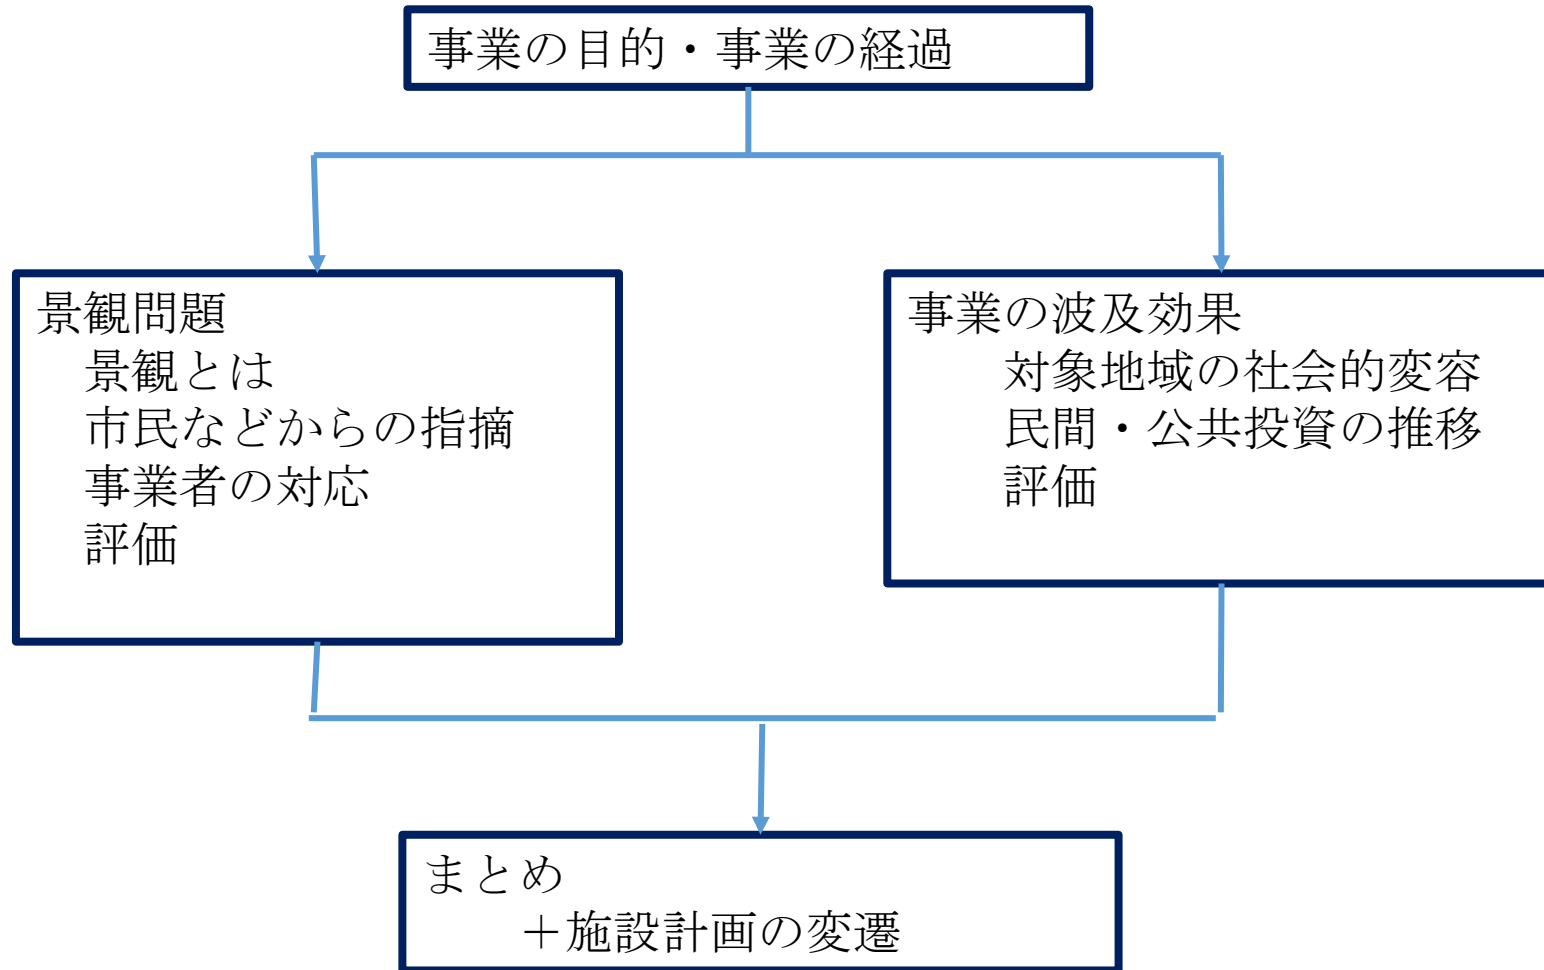 事業の目的・事業の経過
景観問題
景観とは
市民などからの指摘
事業者の対応
評価
事業の波及効果
対象地域の社会的変容
民間・公共投資の推移
評価
まとめ
＋施設計画の変遷